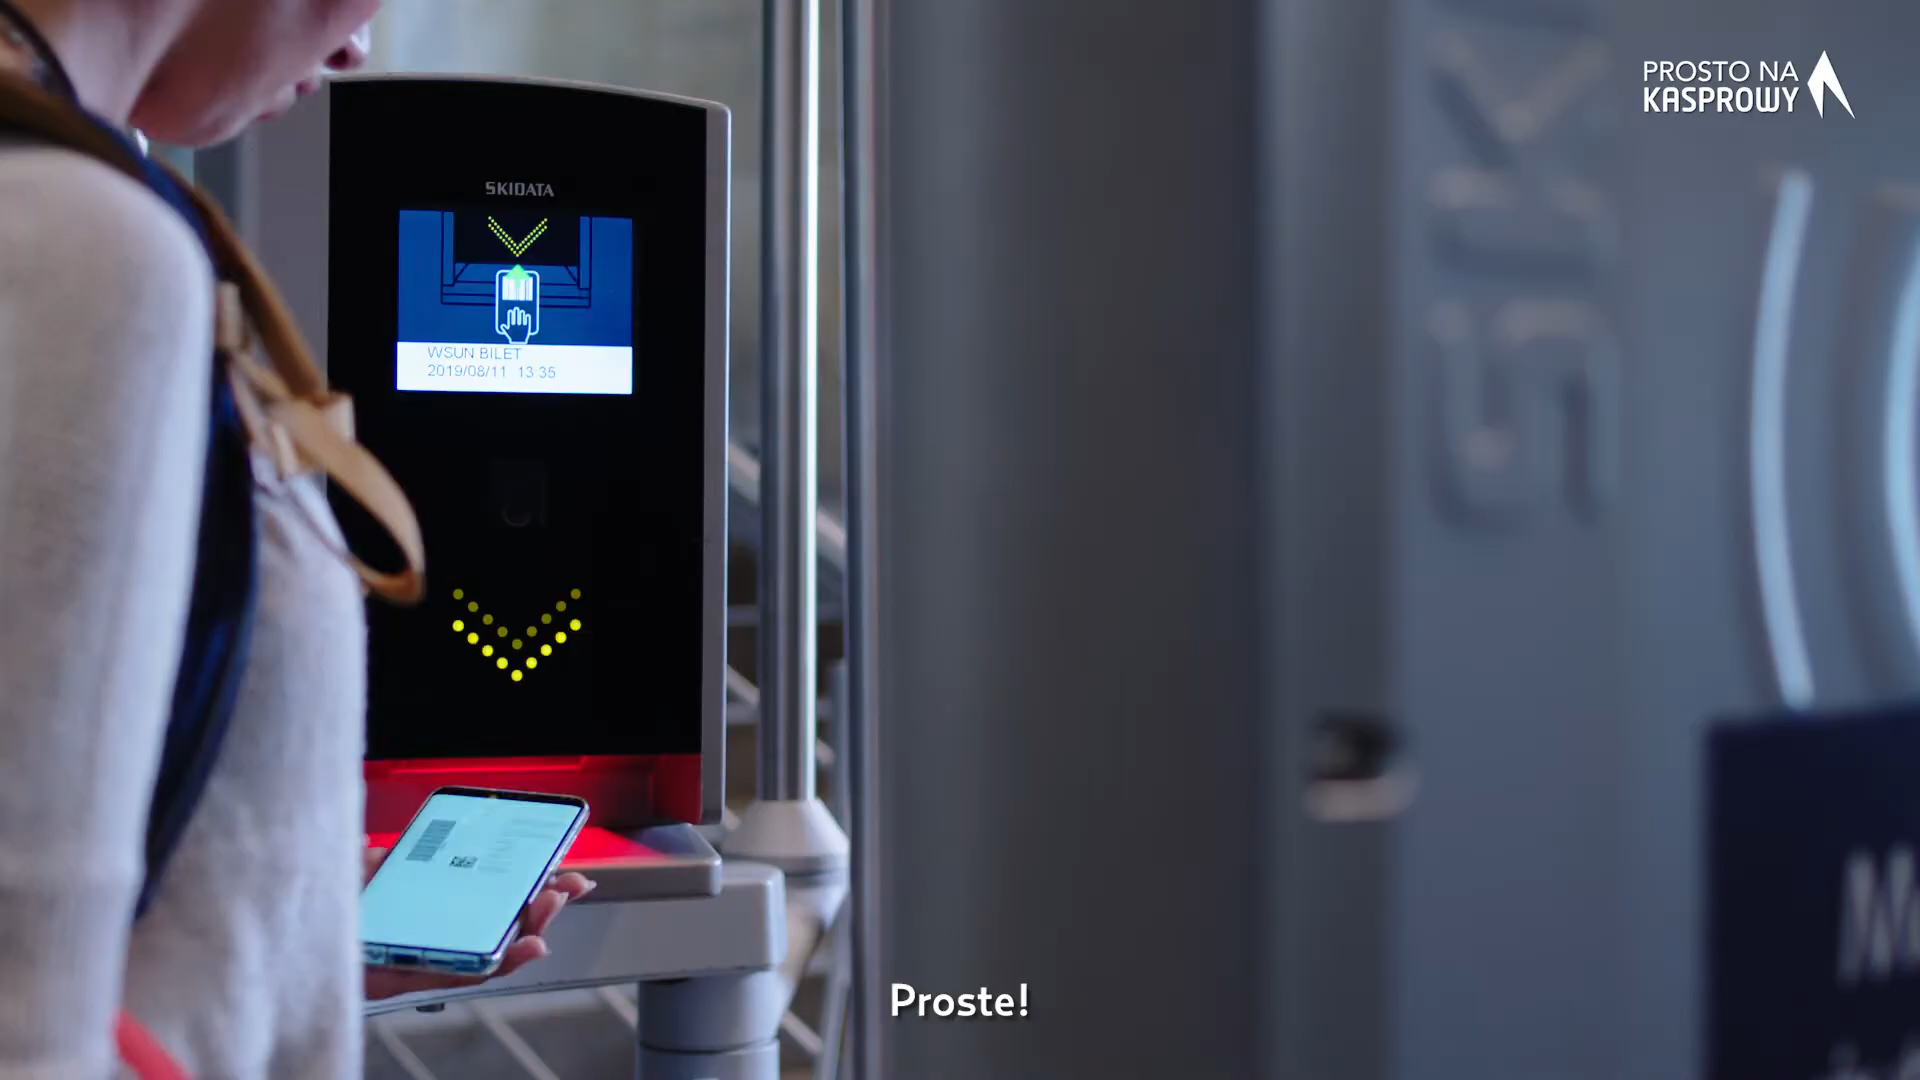 PROSTO NA
KASPROWY
SKIDATA
WSUN BILET
2019/08/11 13:35
Proste!